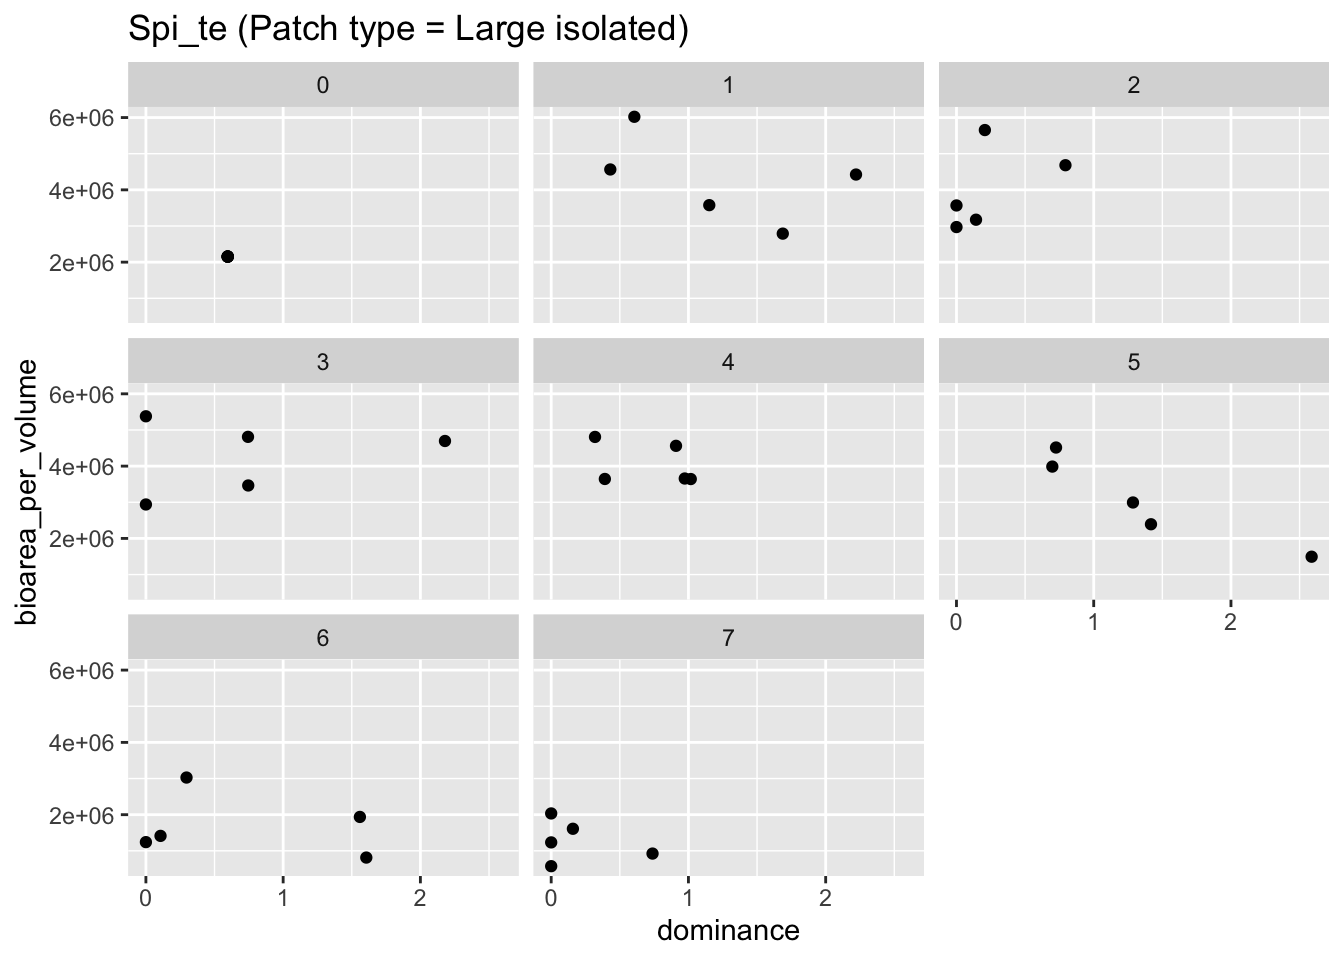 Spi_te (Patch type = Large isolated)
0 1 2
6e+06
4e+06
2e+06
3 4 5
6e+06
4e+06
2e+06
0 1 2
6 7
6e+06
4e+06
2e+06
0 1 2 0 1 2
bioarea_per_volume
dominance